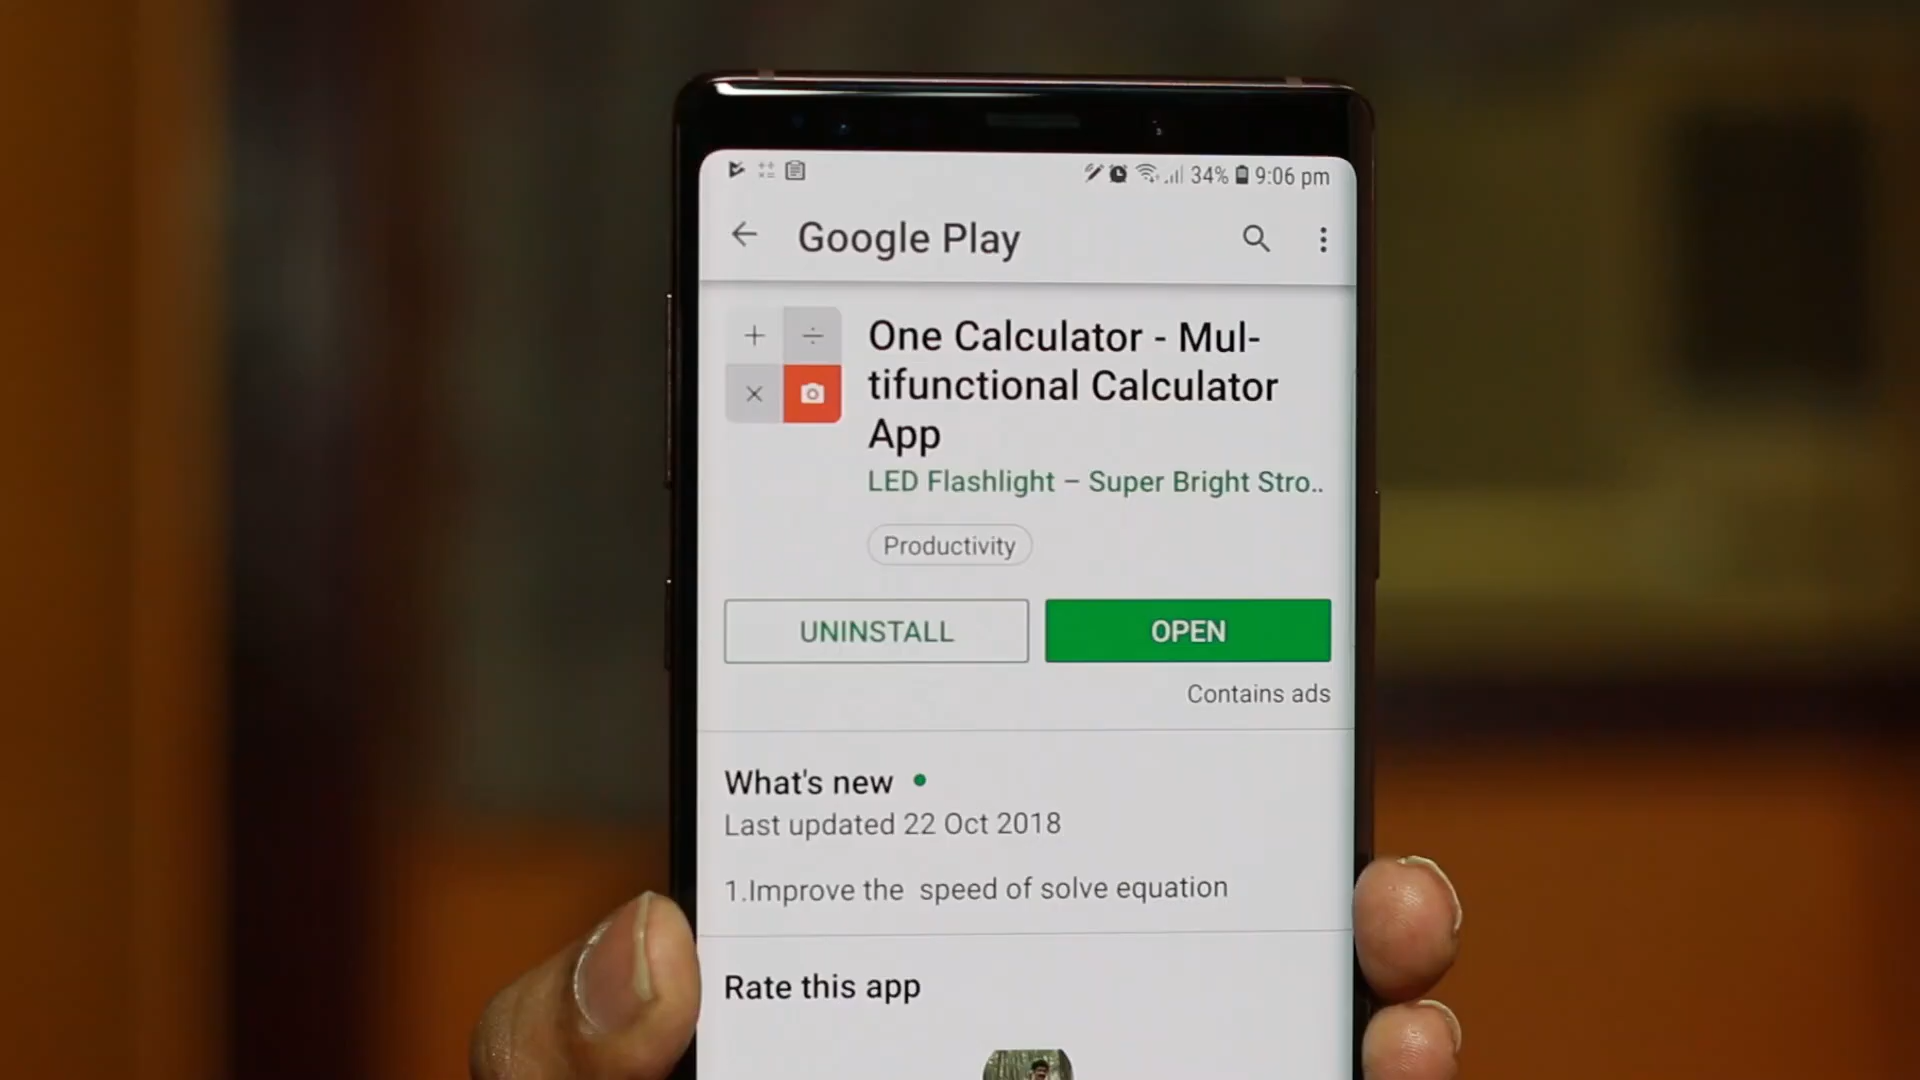 34% 9:06 pm
Google Play
One Calculator - Mul-
tifunctional Calculator
App
LED Flashlight – Super Bright Stro..
Productivity
UNINSTALL
OPEN
Contains ads
What's new
Last updated 22 Oct 2018
1.Improve the speed of solve equation
Rate this app